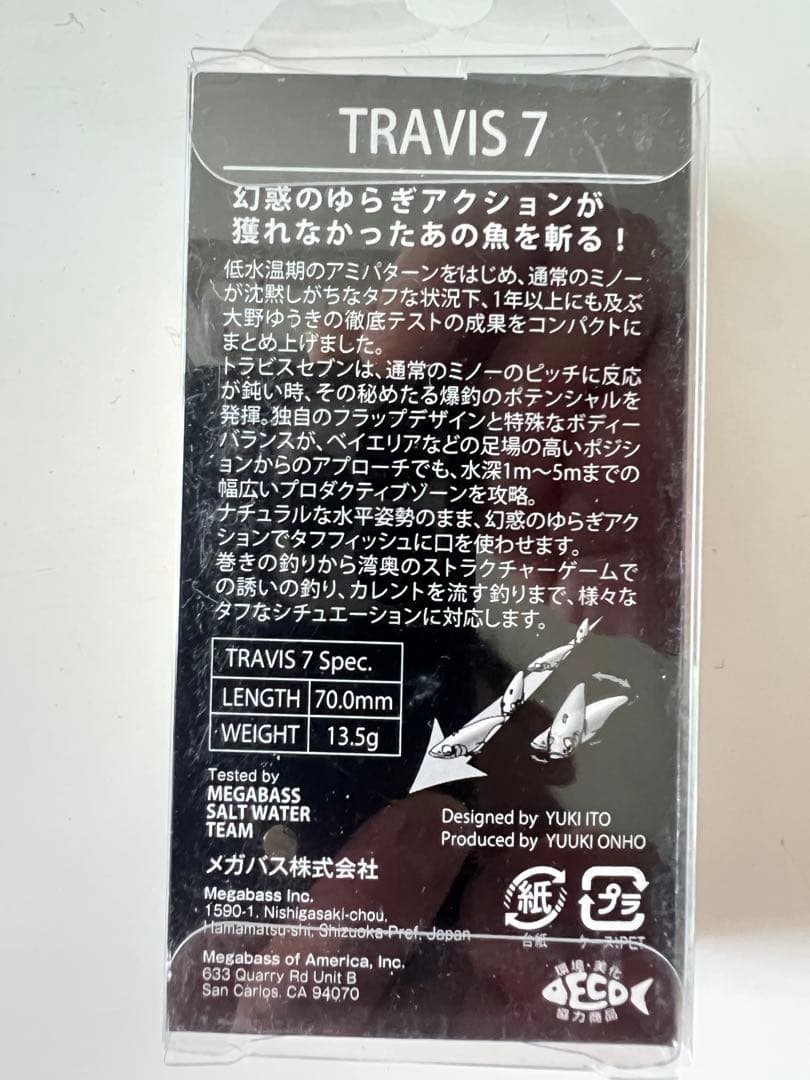 TRAVIS 7
幻惑のゆらぎアクションが
獲れなかったあの魚を斬る！
低水温期のアミパターンをはじめ、通常のミノー
が沈黙しがちなタフな状況下、1年以上にも及ぶ
大野ゆうきの徹底テストの成果をコンパクトに
まとめ上げました。
トラビスセブンは、通常のミノーのピッチに反応
が鈍い時、その秘めたる爆釣のポテンシャルを
発揮。独自のフラップデザインと特殊なボディー
バランスが、ベイエリアなどの足場の高いポジシ
ョンからのアプローチでも、水深1m〜5mまでの
幅広いプロダクティブゾーンを攻略。
ナチュラルな水平姿勢のまま、幻惑のゆらぎアク
ションでタフフィッシュに口を使わせます。
巻きの釣りから湾奥のストラクチャーゲームで
の誘いの釣り、カレントを流す釣りまで、様々な
タフなシチュエーションに対応します。
TRAVIS 7 Spec.
LENGTH 70.0mm
WEIGHT 13.5g
Tested by
MEGABASS
SALT WATER
TEAM
Designed by YUKI ITO
Produced by YUUKI ONHO
メガバス株式会社
Megabass Inc.
1590-1, Nishigasaki-chou,
Hamamatsu-shi, Shizuoka-Pref, Japan
Megabass of America, Inc.
633 Quarry Rd Unit B
San Carlos, CA 94070
紙
台紙
プラ
ケース:PET
環境・美化
ECO
協力商品